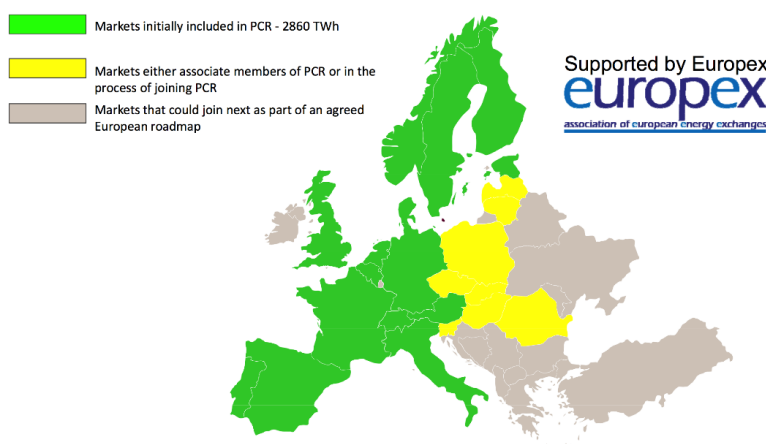 Markets initially included in PCR - 2860 TWh
Markets either associate members of PCR or in the
process of joining PCR
Markets that could join next as part of an agreed
European roadmap
Supported by Europex
europex
association of european energy exchanges